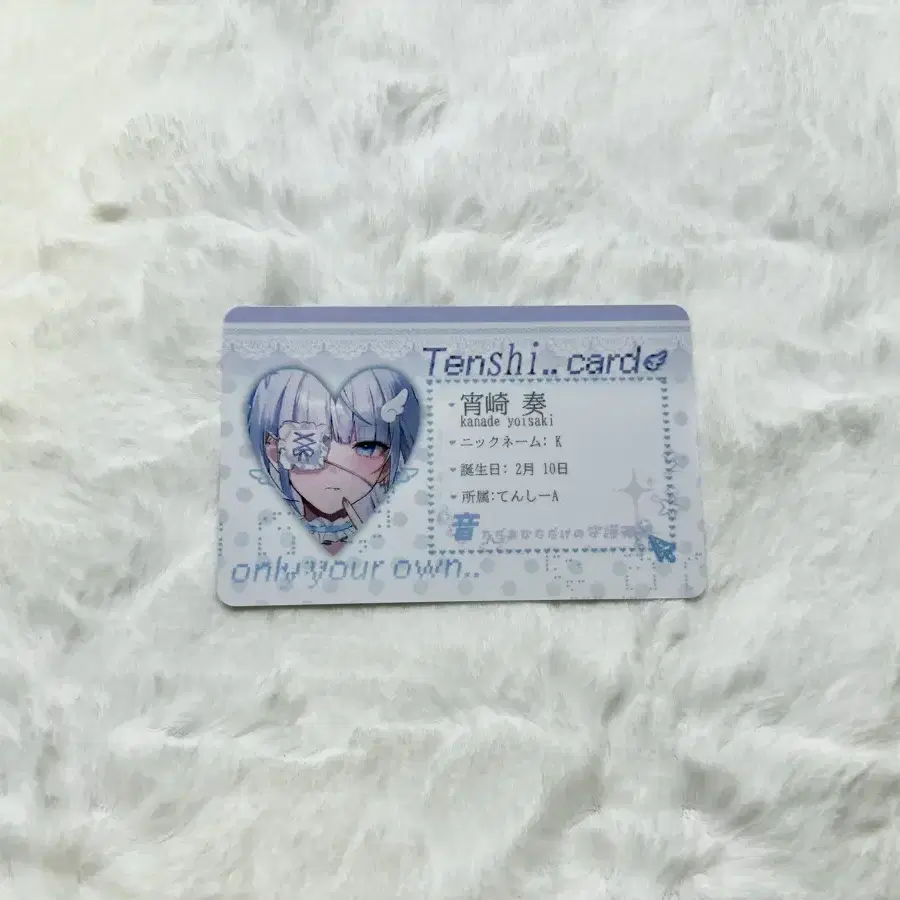 Tenshi.. card
宵崎 奏
kanade yoisaki
ニックネーム: K
誕生日: 2月 10日
所属:てんしーA
音
only your own..